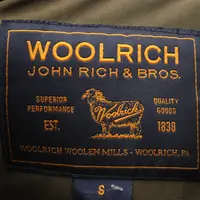 WOOLRICH
JOHN RICH & BROS.
SUPERIOR
PERFORMANCE
QUALITY
GOODS
Woolrich
EST.
1830
WOOLRICH WOOLEN MILLS - WOOLRICH, PA
S